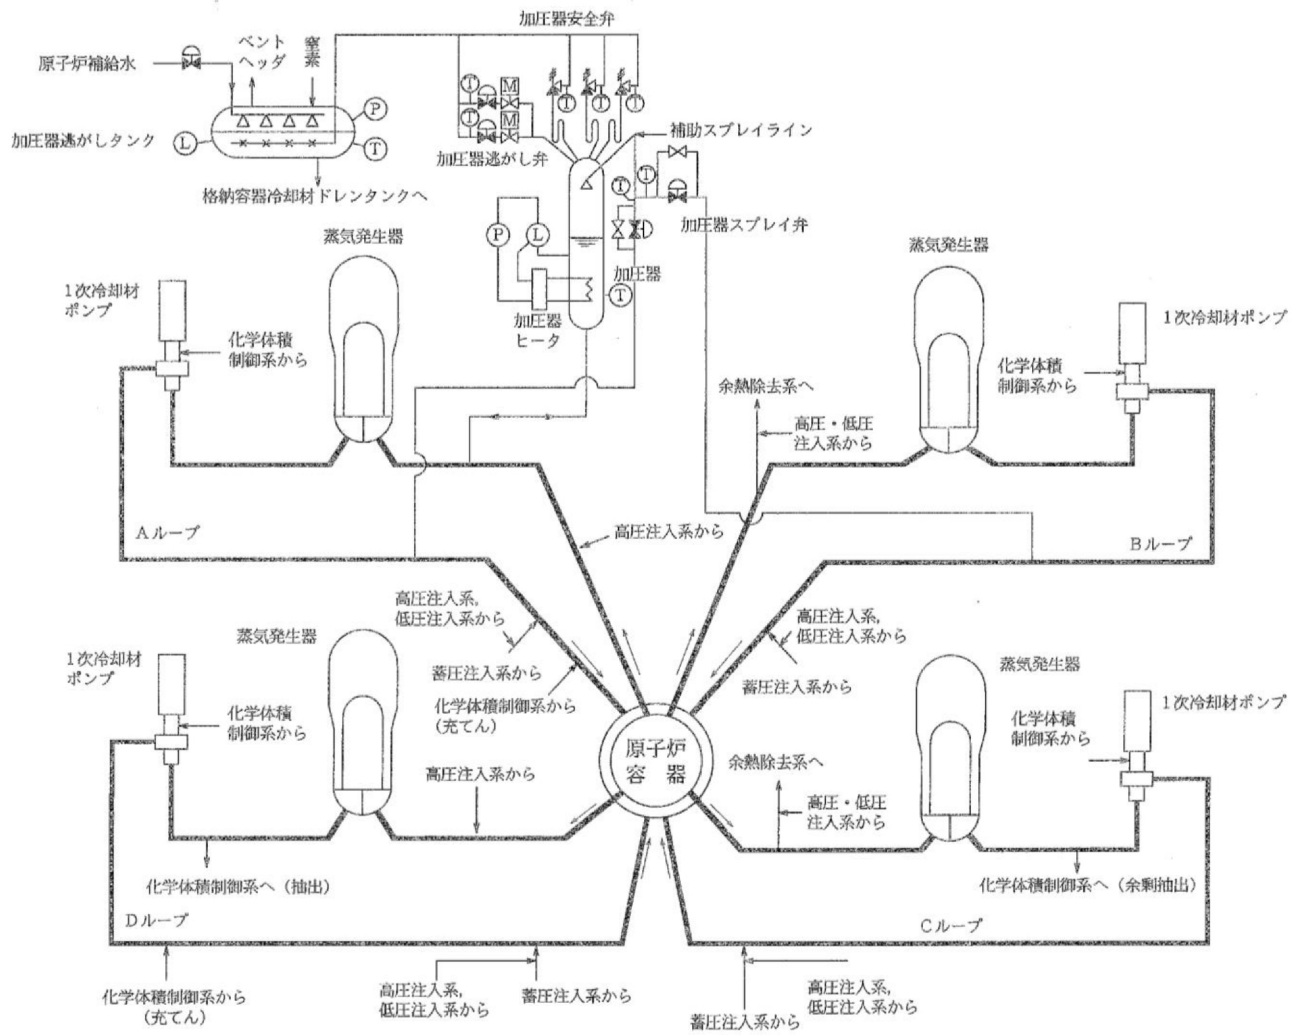 加圧器安全弁
ベント
ヘッダ
窒素
原子炉補給水
M
T
T
M
T
T
T
P
加圧器逃がしタンク
L
T
加圧器逃がし弁
補助スプレイライン
格納容器冷却材ドレンタンクへ
T
T
加圧器スプレイ弁
P
L
加圧器
T
加圧器
ヒータ
蒸気発生器
蒸気発生器
1次冷却材
ポンプ
化学体積
制御系から
1次冷却材ポンプ
化学体積
制御系から
余熱除去系へ
高圧・低圧
注入系から
Aループ
高圧注入系から
Bループ
高圧注入系,
低圧注入系から
蓄圧注入系から
化学体積制御系から
(充てん)
高圧注入系,
低圧注入系から
蓄圧注入系から
蒸気発生器
1次冷却材
ポンプ
化学体積
制御系から
高圧注入系から
原子炉
容器
余熱除去系へ
高圧・低圧
注入系から
蒸気発生器
1次冷却材ポンプ
化学体積
制御系から
化学体積制御系へ(抽出)
化学体積制御系へ(余剰抽出)
Dループ
Cループ
化学体積制御系から
(充てん)
高圧注入系,
低圧注入系から
蓄圧注入系から
高圧注入系,
低圧注入系から
蓄圧注入系から